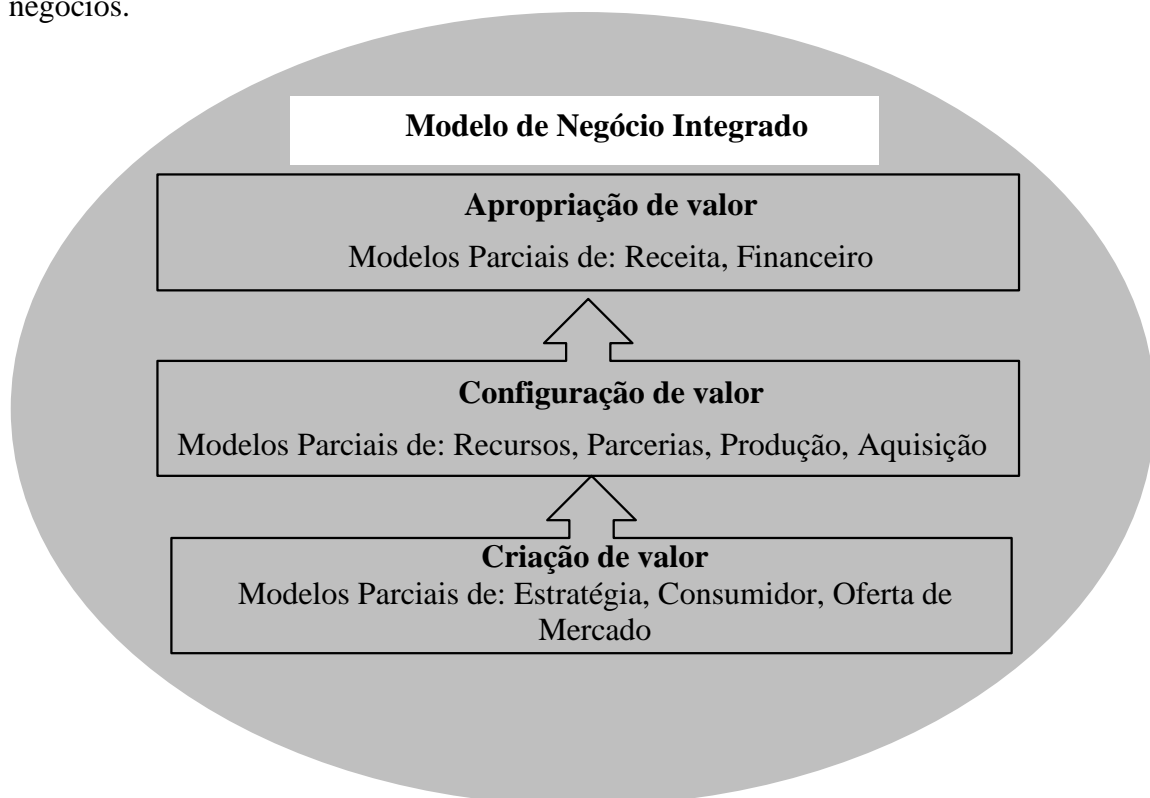 negócios.
Modelo de Negócio Integrado
Apropriação de valor
Modelos Parciais de: Receita, Financeiro
Configuração de valor
Modelos Parciais de: Recursos, Parcerias, Produção, Aquisição
Criação de valor
Modelos Parciais de: Estratégia, Consumidor, Oferta de
Mercado